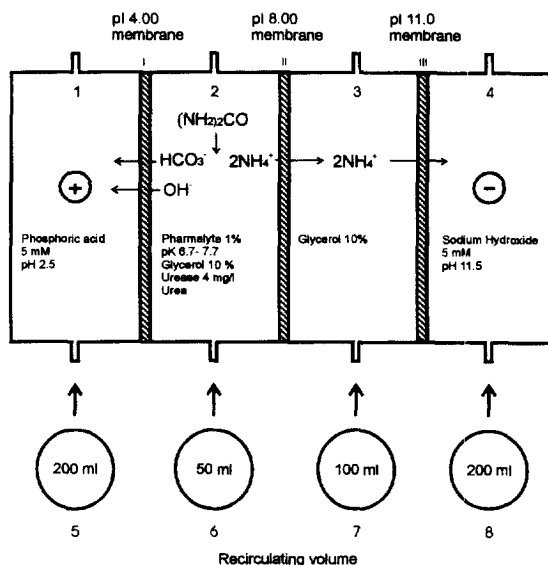 pI 4.00 membrane
pI 8.00 membrane
pI 11.0 membrane
I
II
III
1
2
3
4
(NH2)2CO
HCO3-
2NH4+
2NH4+
OH-
+
-
Phosphoric acid
5 mM
pH 2.5
Pharmalyte 1%
pK 6.7- 7.7
Glycerol 10 %
Urease 4 mg/l
Urea
Glycerol 10%
Sodium Hydroxide
5 mM
pH 11.5
200 ml
50 ml
100 ml
200 ml
5
6
7
8
Recirculating volume